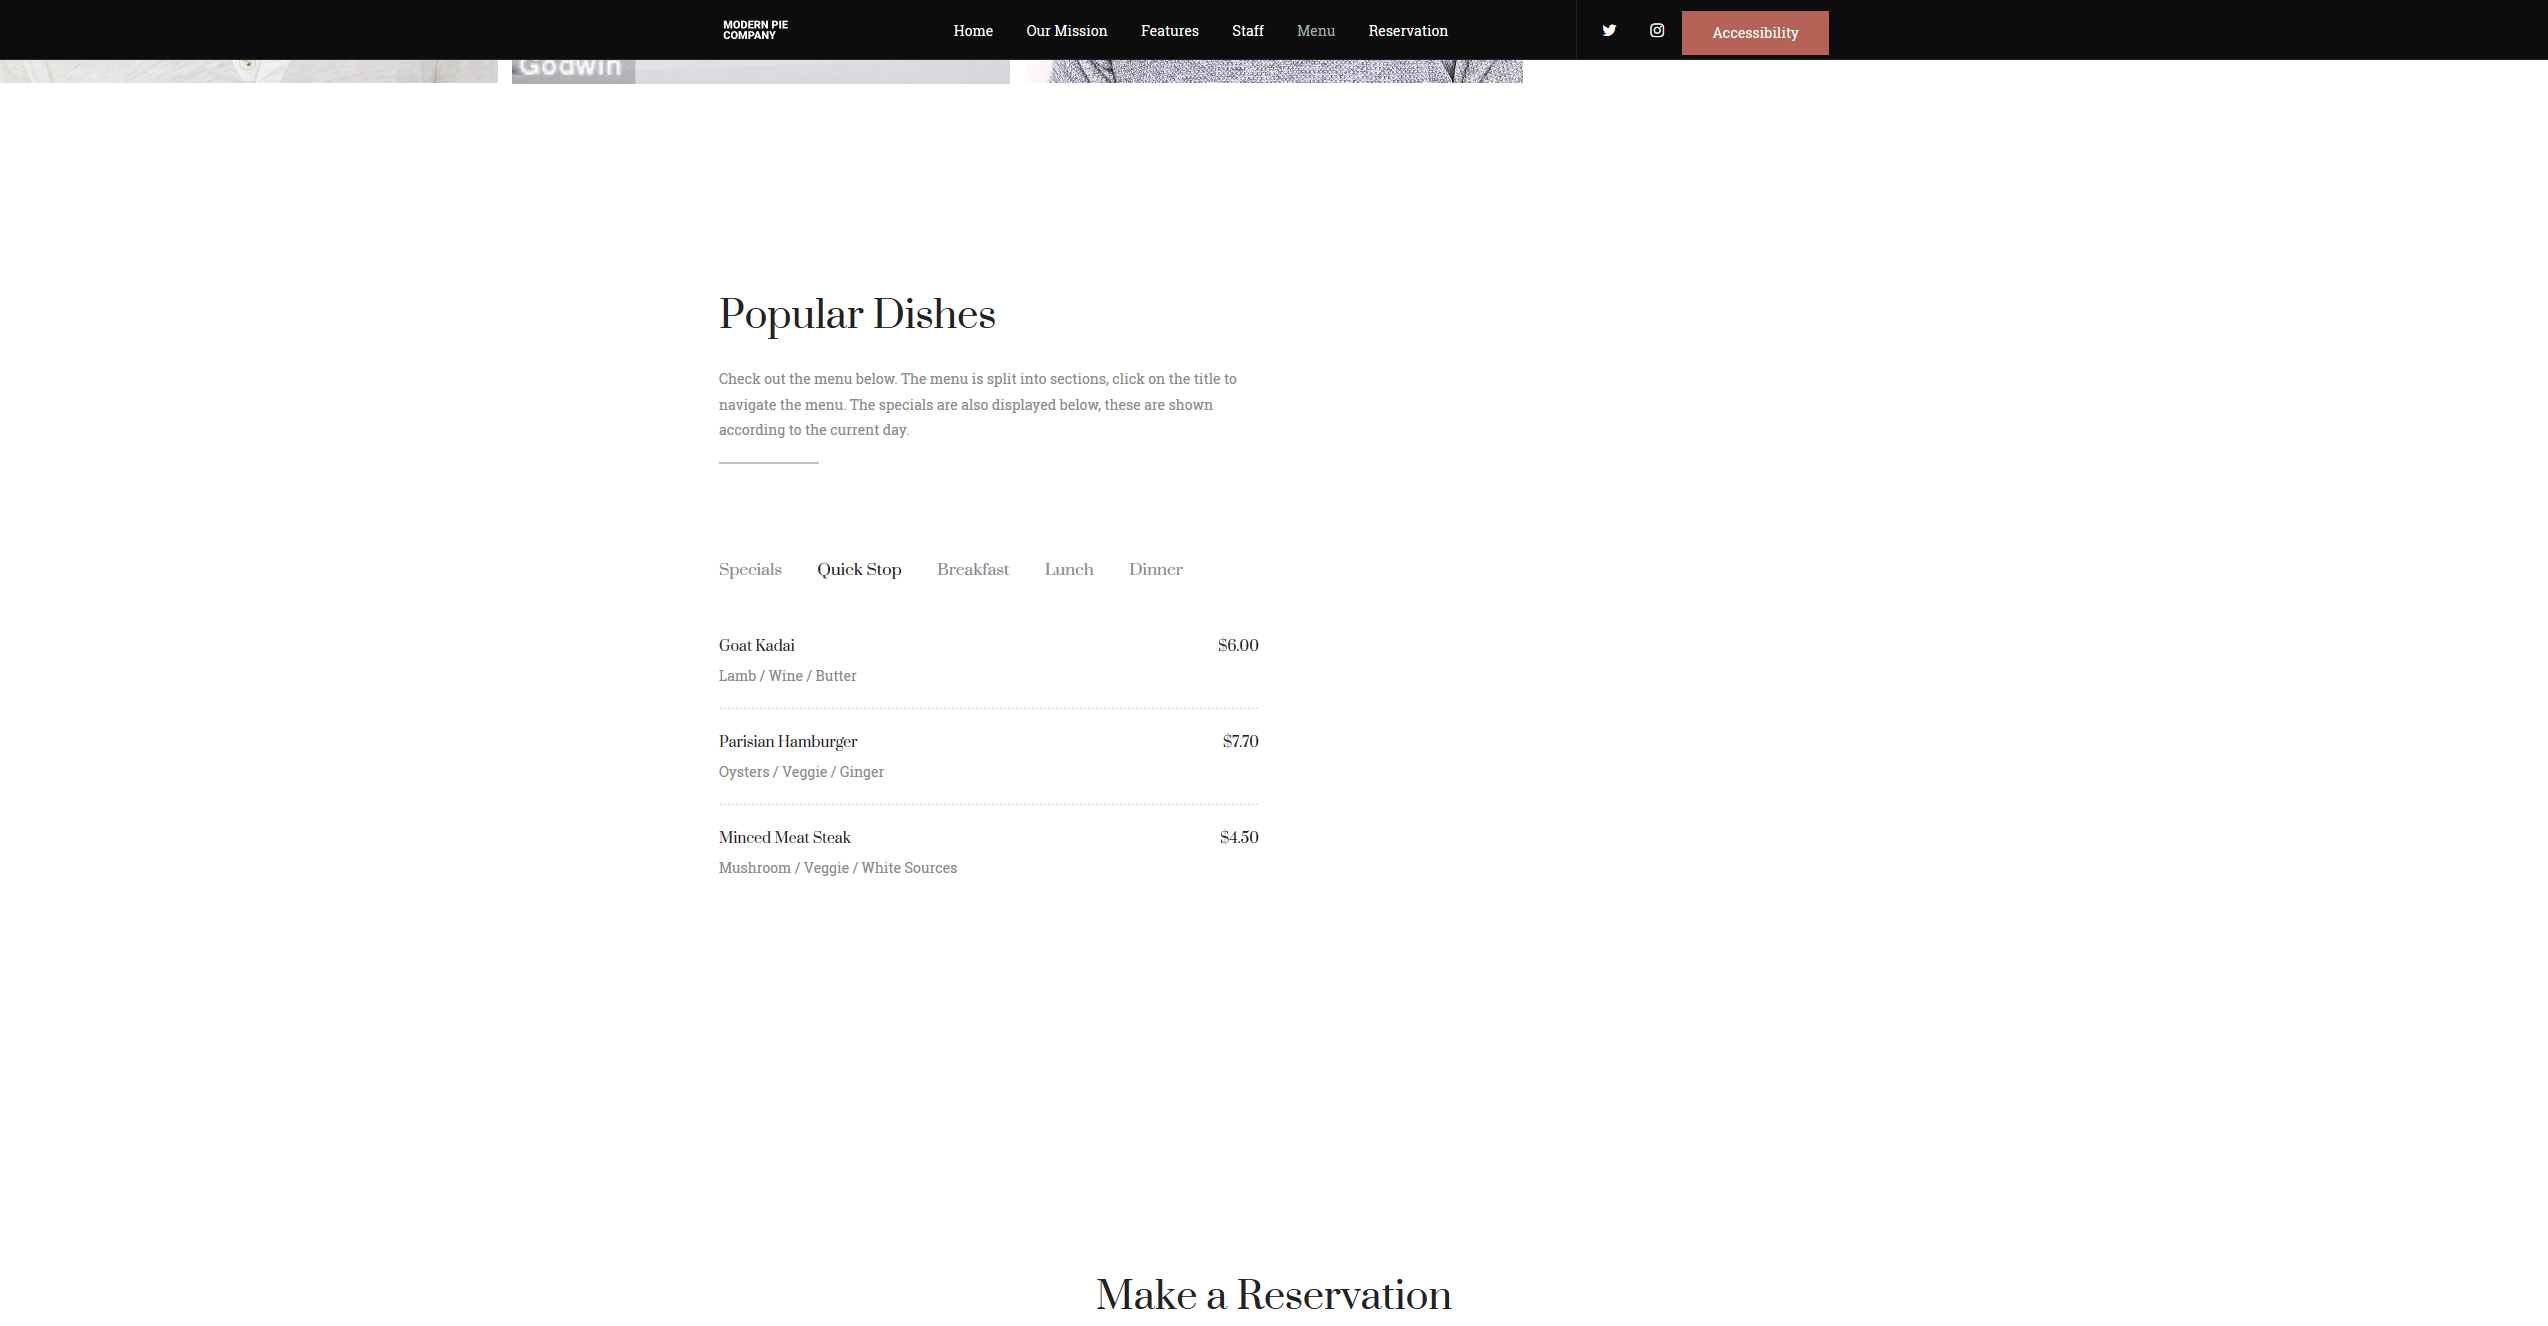 MODERN PIE
COMPANY
Home Our Mission Features Staff Menu Reservation Accessibility
Godwin
Popular Dishes
Check out the menu below. The menu is split into sections, click on the title to
navigate the menu. The specials are also displayed below, these are shown
according to the current day.
Specials Quick Stop Breakfast Lunch Dinner
Goat Kadai $6.00
Lamb / Wine / Butter
Parisian Hamburger $7.70
Oysters / Veggie / Ginger
Minced Meat Steak $4.50
Mushroom / Veggie / White Sources
Make a Reservation